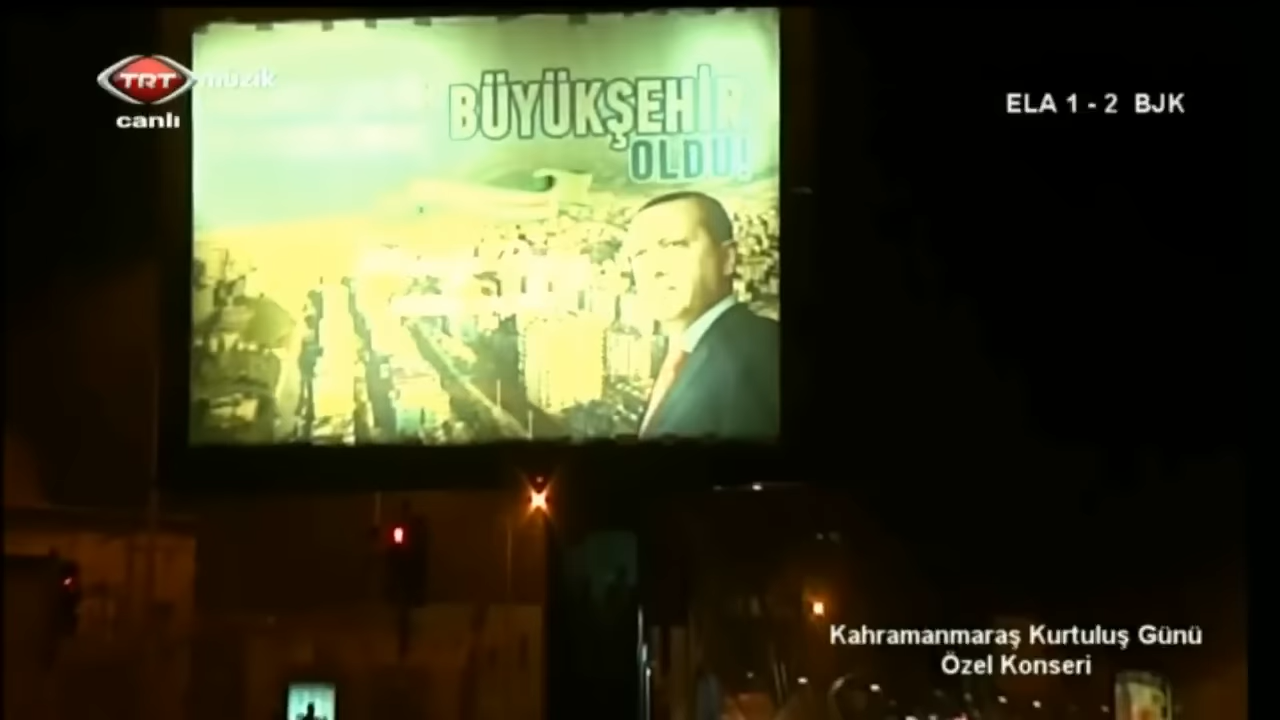 TRT müzik
canlı
BÜYÜKŞEHİR
OLDU!
ELA 1 - 2 BJK
Kahramanmaraş Kurtuluş Günü
Özel Konseri